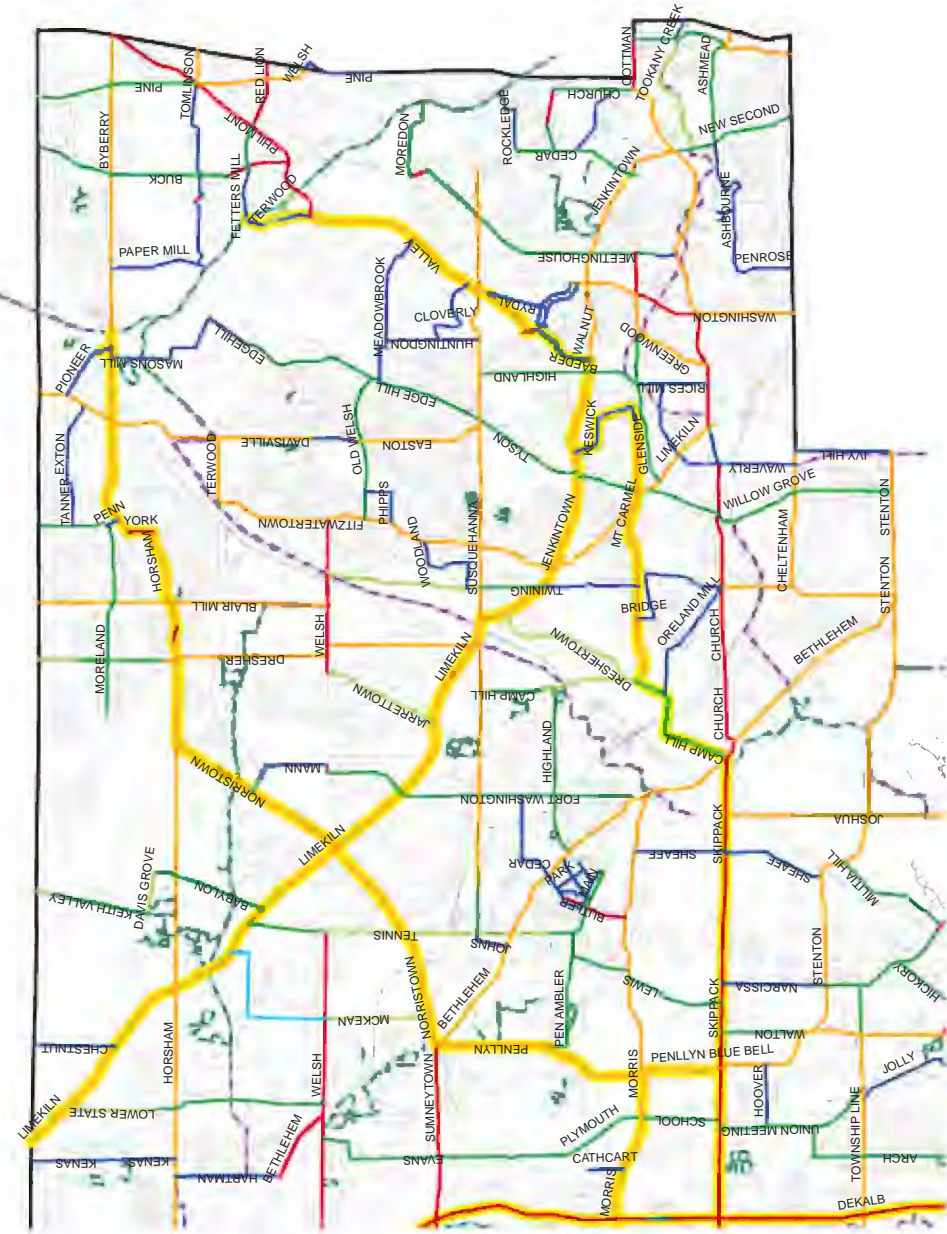 COTTMAN
TOOKANY CREEK
ASHMEAD
TOMLINSON
RED LION
WELSH
PINE
PINE
CHURCH
NEW SECOND
BYBERRY
PHILMONT
MOREDON
ROCKLEDGE
CEDAR
JENKINTOWN
BUCK
FETTERS MILL
TERWOOD
ASHBOURNE
PAPER MILL
VALLEY
MEETINGHOUSE
PENROSE
MEADOWBROOK
RYDAL
CLOVERLY
WALNUT
WASHINGTON
HUNTINGDON
GREENWOOD
EDGEHILL
MASONS MILL
PIONEER
BAEDER
HIGHLAND
RICES MILL
EDGE HILL
OLD WELSH
KESWICK
TANNER EXTON
TERWOOD
DAVISVILLE
EASTON
TYSON
GLENSIDE
LIMEKILN
IVY HILL
WAVERLY
WILLOW GROVE
PHIPPS
PENN
YORK
FITZWATERTOWN
SUSQUEHANNA
MT CARMEL
STENTON
HORSHAM
WOODLAND
JENKINTOWN
CHELTENHAM
TWINING
BRIDGE
ORELAND MILL
STENTON
BLAIR MILL
WELSH
CHURCH
BETHLEHEM
MORELAND
DRESHER
LIMEKILN
DRESHERTOWN
JARRETTOWN
CAMP HILL
CHURCH
HIGHLAND
CAMP HILL
NORRISTOWN
MANN
FORT WASHINGTON
JOSHUA
LIMEKILN
SKIPPACK
SHEAFF
SHEAFF
CEDAR
PARK
MAIN
MILITIA HILL
DAVIS GROVE
BABYLON
KEITH VALLEY
BUTLER
TENNIS
JOHNS
STENTON
BETHLEHEM
PEN AMBLER
LEWIS
NARCISSA
HICKORY
MCKEAN
NORRISTOWN
SKIPPACK
WALTON
CHESTNUT
HORSHAM
PENLLYN
PENLLYN BLUE BELL
WELSH
SUMNEYTOWN
MORRIS
HOOVER
JOLLY
LIMEKILN
LOWER STATE
BETHLEHEM
PLYMOUTH
SCHOOL
UNION MEETING
TOWNSHIP LINE
KENAS
KENAS
EVANS
CATHCART
ARCH
HARTMAN
MORRIS
DEKALB